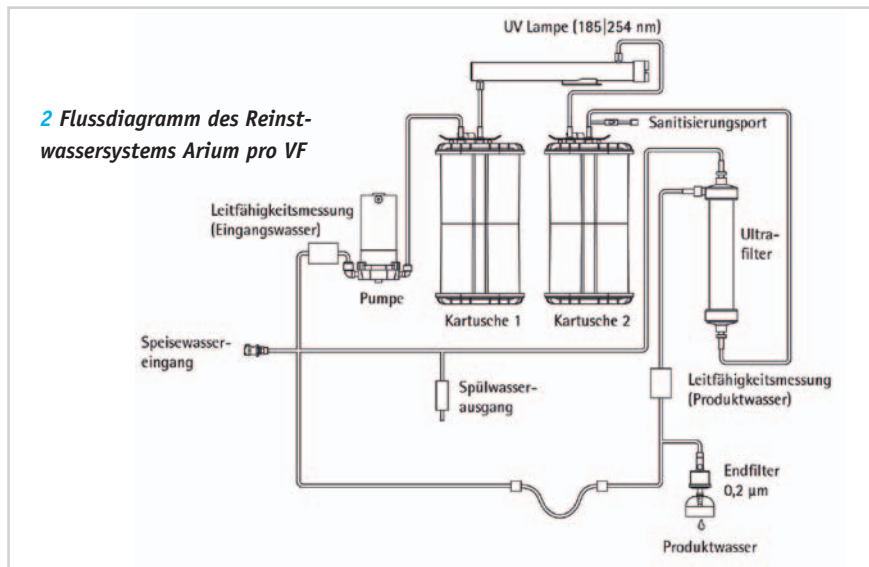 UV Lampe (185|254 nm)
2 Flussdiagramm des Reinst-
wassersystems Arium pro VF
Sanitisierungsport
Leitfähigkeitsmessung
(Eingangswasser)
Ultra-
filter
Pumpe
Kartusche 1
Kartusche 2
Speisewasser-
eingang
Spülwasser-
ausgang
Leitfähigkeitsmessung
(Produktwasser)
Endfilter
0,2 µm
Produktwasser